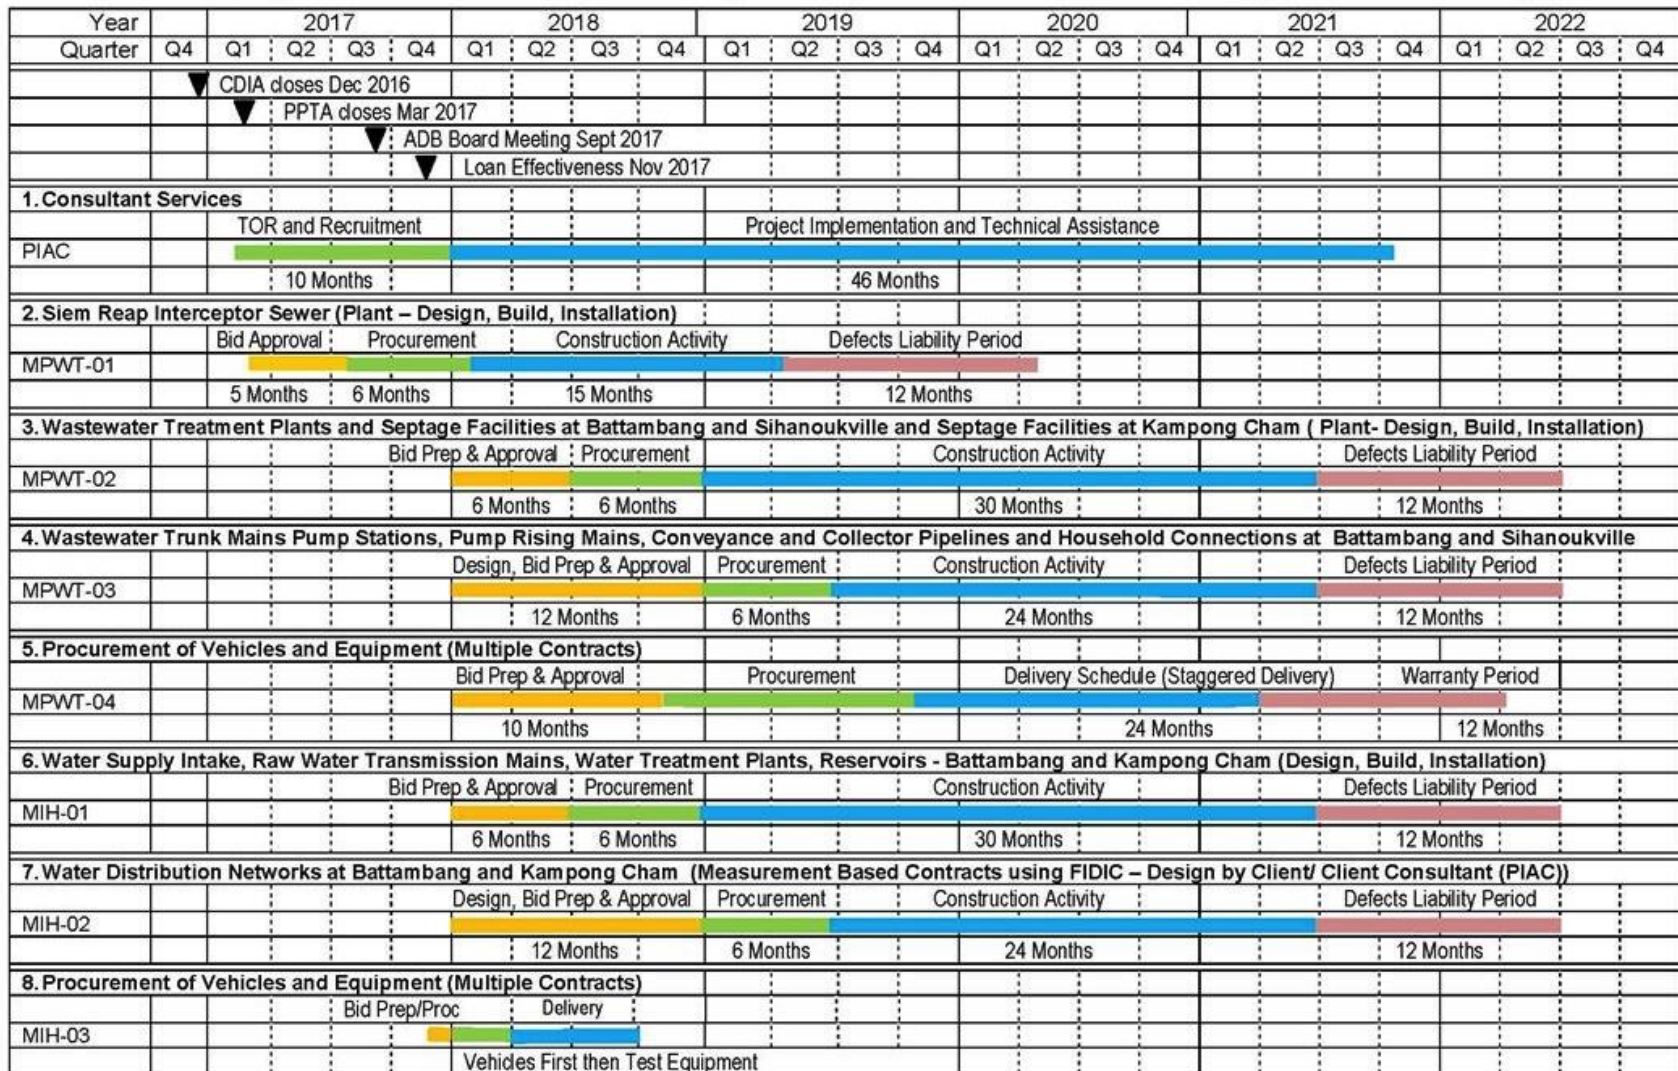 Year 2017 2018 2019 2020 2021 2022
Quarter Q4 Q1 Q2 Q3 Q4 Q1 Q2 Q3 Q4 Q1 Q2 Q3 Q4 Q1 Q2 Q3 Q4 Q1 Q2 Q3 Q4 Q1 Q2 Q3 Q4
CDIA closes Dec 2016
PPTA closes Mar 2017
ADB Board Meeting Sept 2017
Loan Effectiveness Nov 2017
1. Consultant Services
TOR and Recruitment Project Implementation and Technical Assistance
PIAC
10 Months 46 Months
2. Siem Reap Interceptor Sewer (Plant – Design, Build, Installation)
Bid Approval Procurement Construction Activity Defects Liability Period
MPWT-01
5 Months 6 Months 15 Months 12 Months
3. Wastewater Treatment Plants and Septage Facilities at Battambang and Sihanoukville and Septage Facilities at Kampong Cham ( Plant- Design, Build, Installation)
Bid Prep & Approval Procurement Construction Activity Defects Liability Period
MPWT-02
6 Months 6 Months 30 Months 12 Months
4. Wastewater Trunk Mains Pump Stations, Pump Rising Mains, Conveyance and Collector Pipelines and Household Connections at Battambang and Sihanoukville
Design, Bid Prep & Approval Procurement Construction Activity Defects Liability Period
MPWT-03
12 Months 6 Months 24 Months 12 Months
5. Procurement of Vehicles and Equipment (Multiple Contracts)
Bid Prep & Approval Procurement Delivery Schedule (Staggered Delivery) Warranty Period
MPWT-04
10 Months 24 Months 12 Months
6. Water Supply Intake, Raw Water Transmission Mains, Water Treatment Plants, Reservoirs - Battambang and Kampong Cham (Design, Build, Installation)
Bid Prep & Approval Procurement Construction Activity Defects Liability Period
MIH-01
6 Months 6 Months 30 Months 12 Months
7. Water Distribution Networks at Battambang and Kampong Cham (Measurement Based Contracts using FIDIC – Design by Client/ Client Consultant (PIAC))
Design, Bid Prep & Approval Procurement Construction Activity Defects Liability Period
MIH-02
12 Months 6 Months 24 Months 12 Months
8. Procurement of Vehicles and Equipment (Multiple Contracts)
Bid Prep/Proc Delivery
MIH-03
Vehicles First then Test Equipment